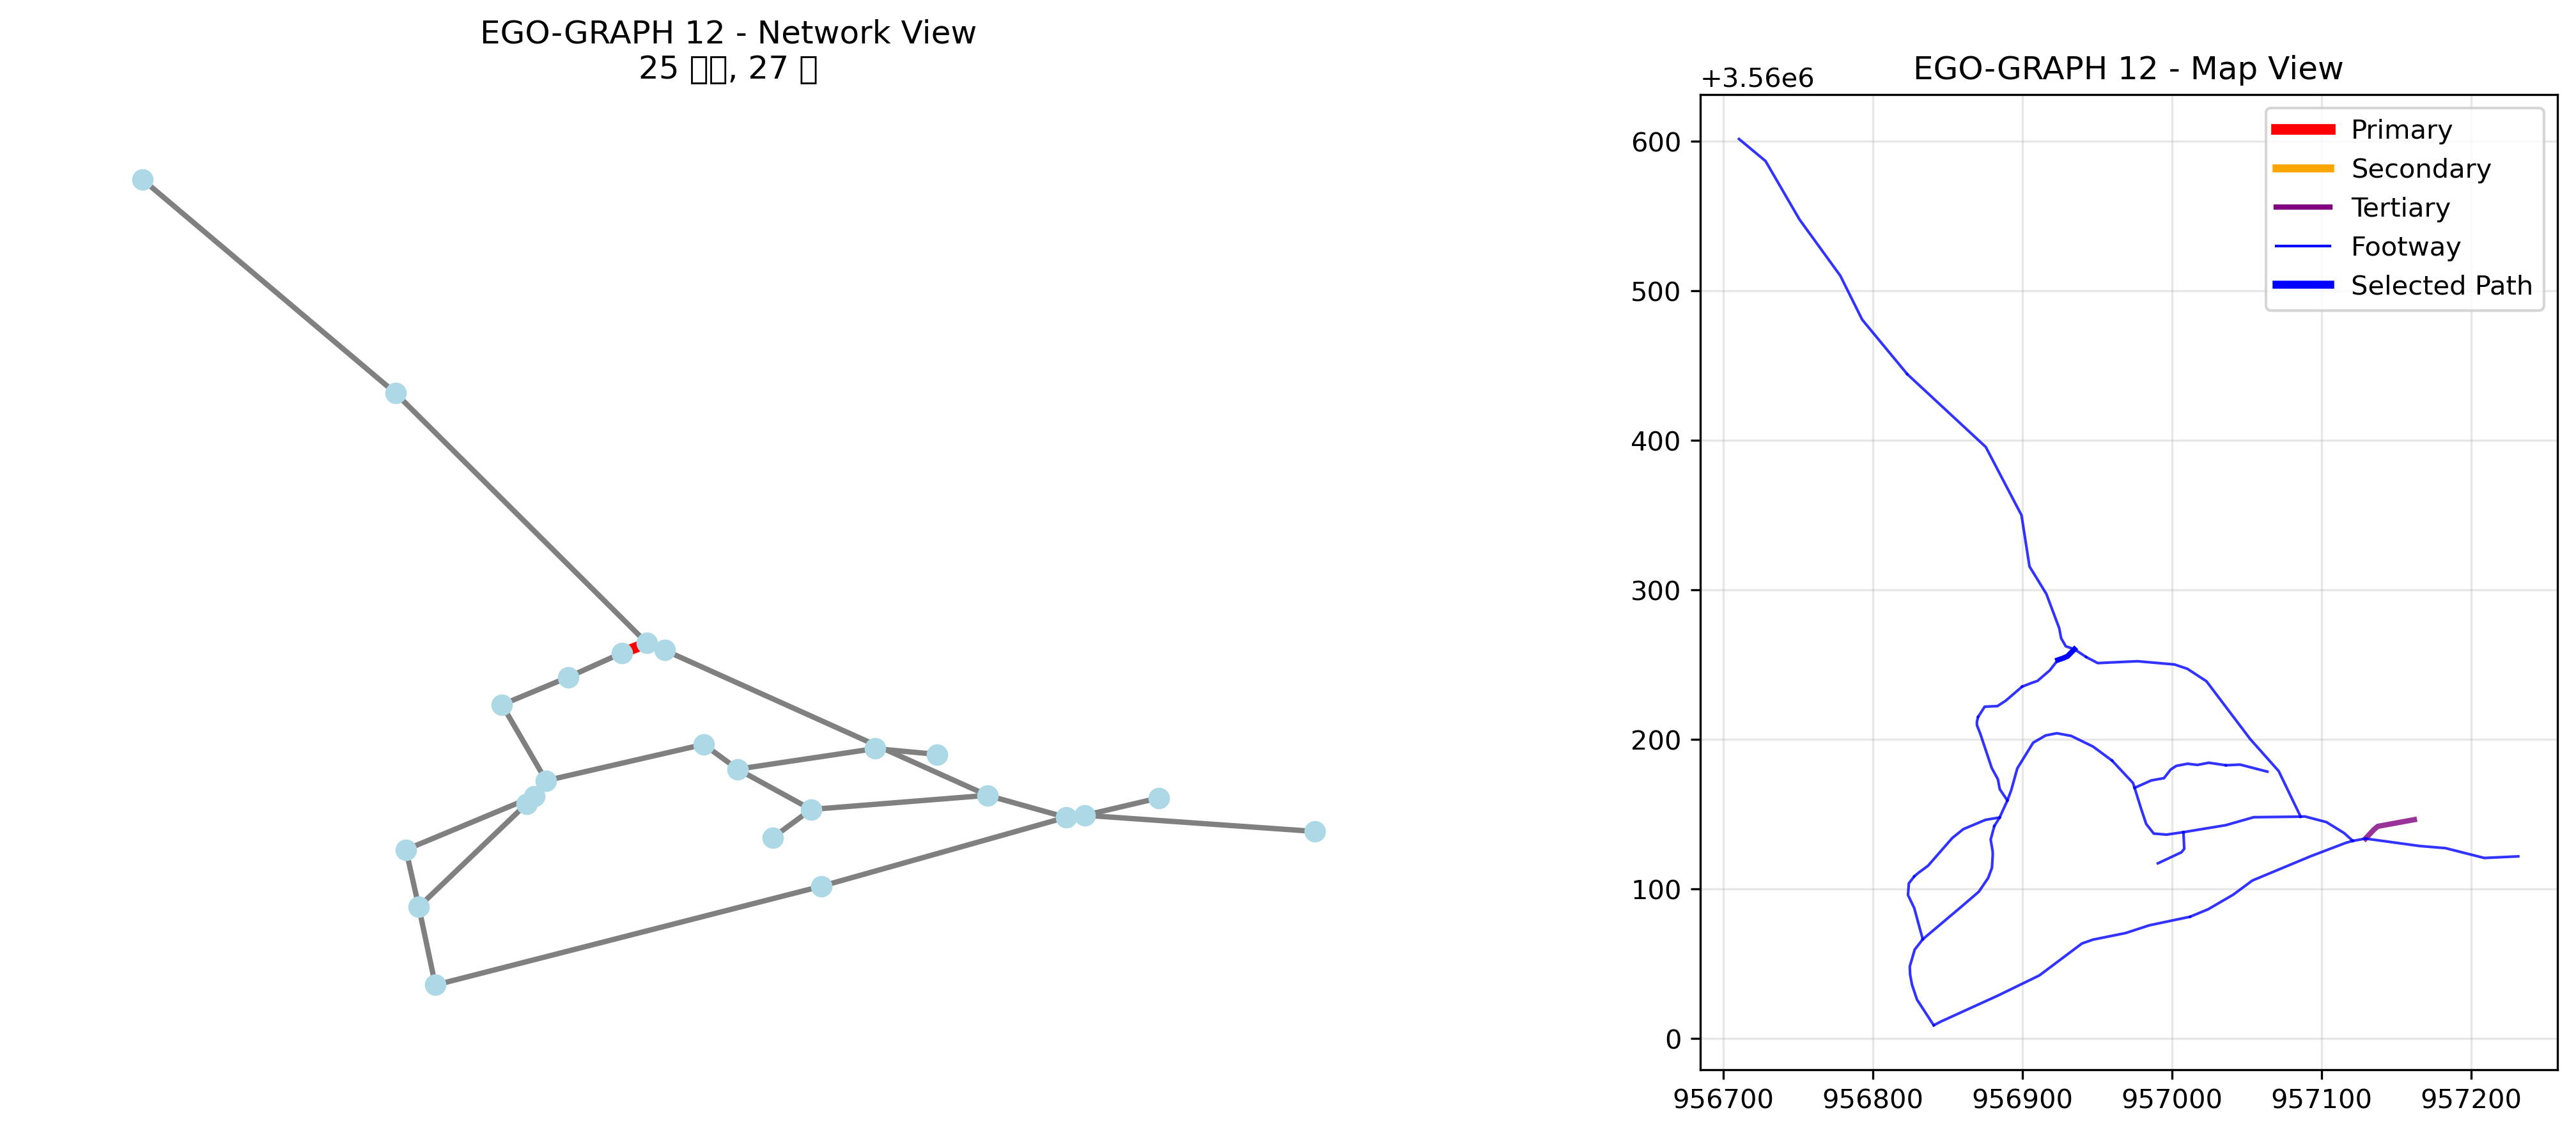 EGO-GRAPH 12 - Network View
25 , 27
EGO-GRAPH 12 - Map View
+3.56e6
600
500
400
300
200
100
0
956700 956800 956900 957000 957100 957200
Primary
Secondary
Tertiary
Footway
Selected Path